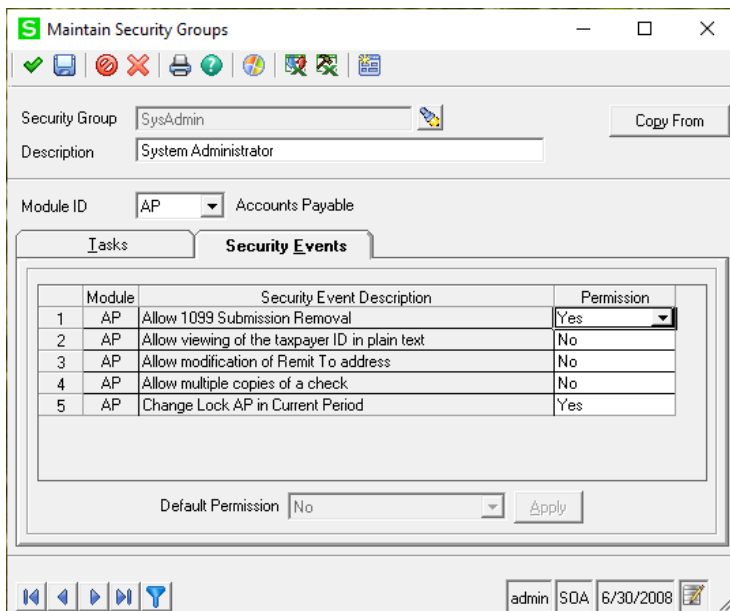 S Maintain Security Groups
Security Group SysAdmin Copy From
Description System Administrator
Module ID AP Accounts Payable
Tasks Security Events
Module Security Event Description Permission
1 AP Allow 1099 Submission Removal Yes
2 AP Allow viewing of the taxpayer ID in plain text No
3 AP Allow modification of Remit To address No
4 AP Allow multiple copies of a check No
5 AP Change Lock AP in Current Period Yes
Default Permission No Apply
admin SOA 6/30/2008